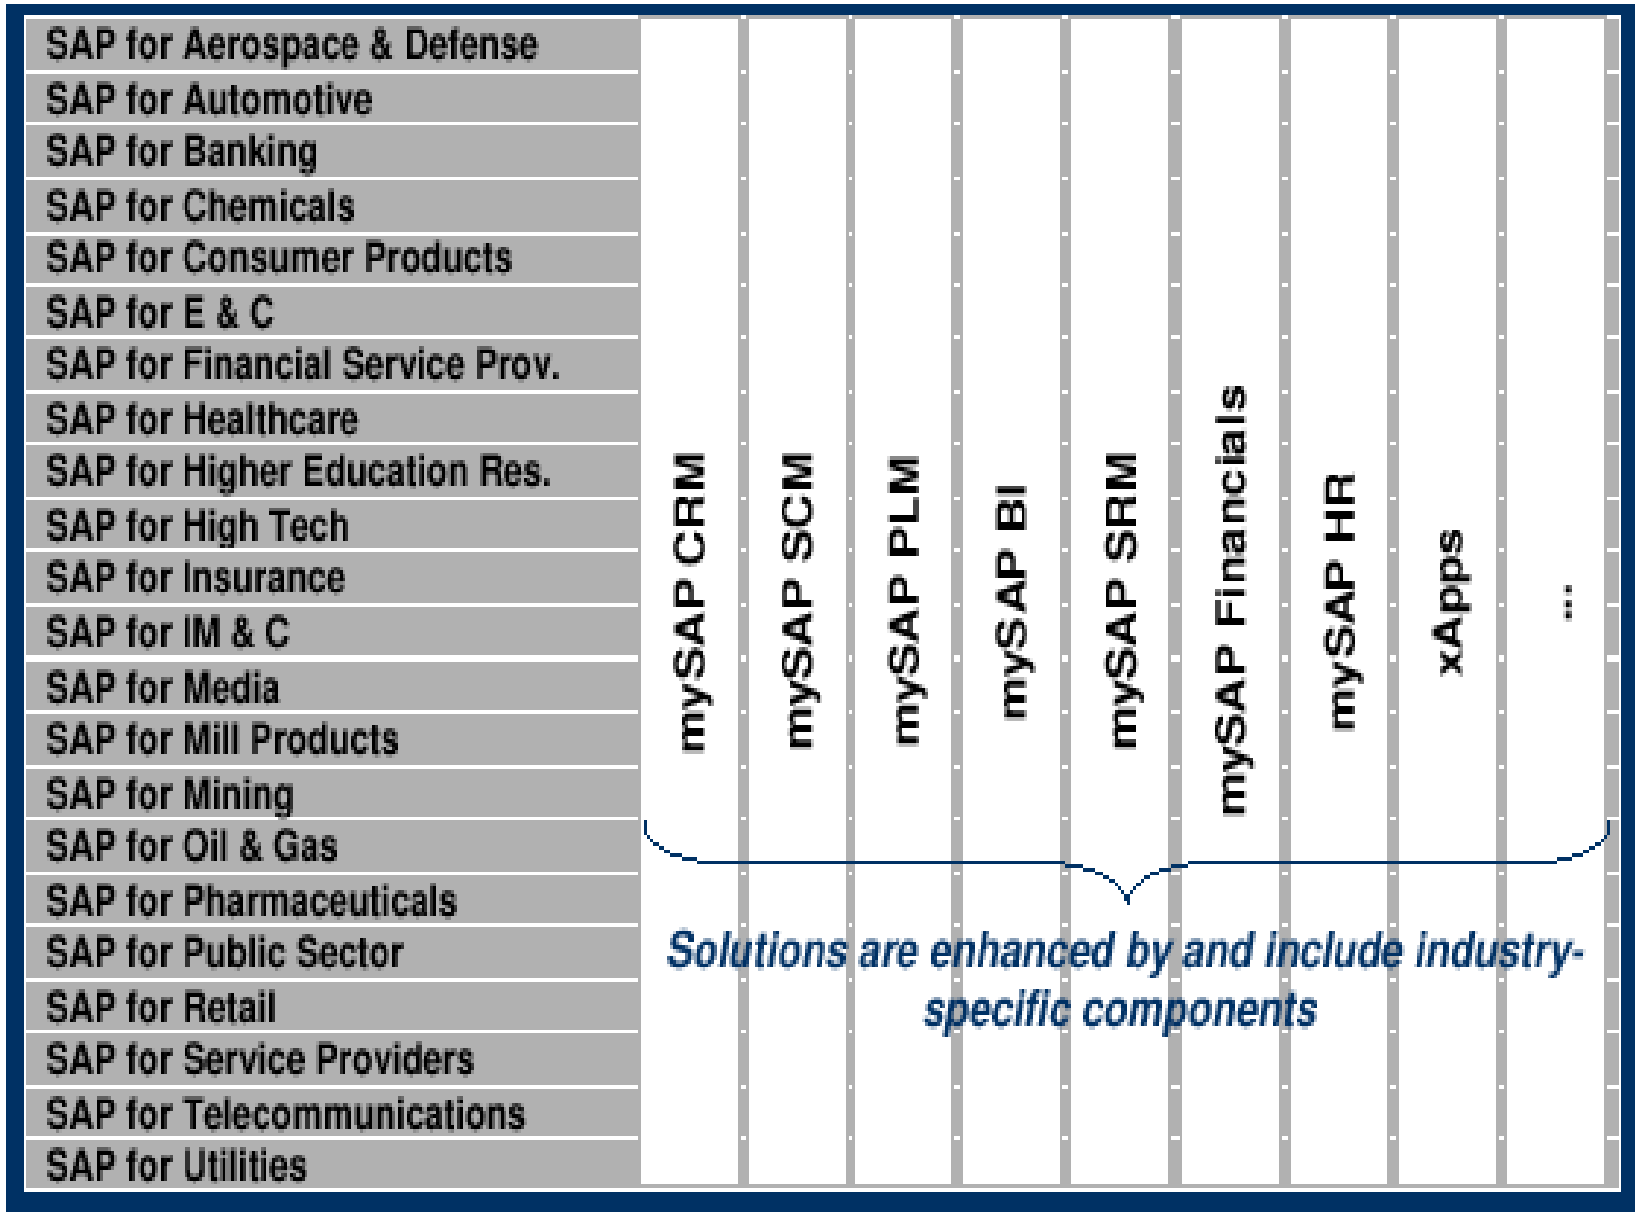 SAP for Aerospace & Defense
SAP for Automotive
SAP for Banking
SAP for Chemicals
SAP for Consumer Products
SAP for E & C
SAP for Financial Service Prov.
SAP for Healthcare
SAP for Higher Education Res.
SAP for High Tech
SAP for Insurance
SAP for IM & C
SAP for Media
SAP for Mill Products
SAP for Mining
SAP for Oil & Gas
SAP for Pharmaceuticals
SAP for Public Sector
SAP for Retail
SAP for Service Providers
SAP for Telecommunications
SAP for Utilities
mySAP CRM
mySAP SCM
mySAP PLM
mySAP BI
mySAP SRM
mySAP Financials
mySAP HR
xApps
...
Solutions are enhanced by and include industry-
specific components